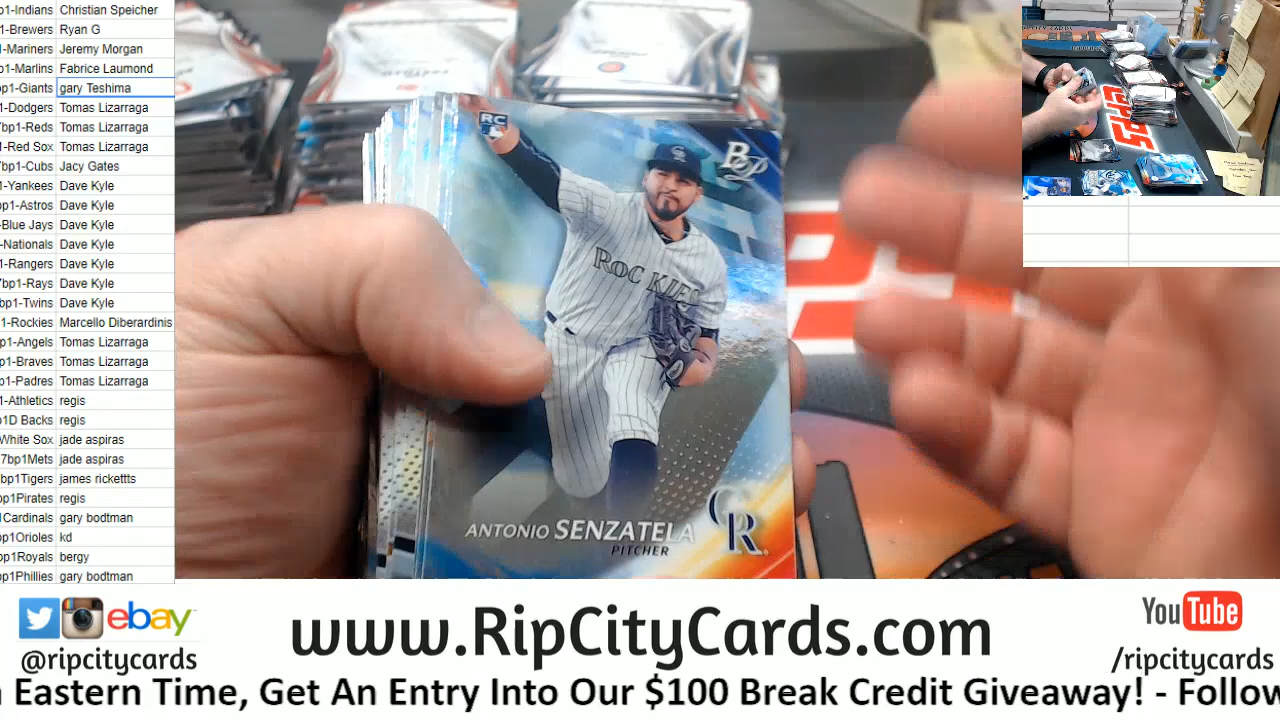 p1-Indians Christian Speicher
1-Brewers Ryan G
-Mariners Jeremy Morgan
p1-Marlins Fabrice Laumond
bp1-Giants gary Teshima
1-Dodgers Tomas Lizarraga
7bp1-Reds Tomas Lizarraga
1-Red Sox Tomas Lizarraga
7bp1-Cubs Jacy Gates
1-Yankees Dave Kyle
p1-Astros Dave Kyle
-Blue Jays Dave Kyle
-Nationals Dave Kyle
1-Rangers Dave Kyle
7bp1-Rays Dave Kyle
bp1-Twins Dave Kyle
1-Rockies Marcello Diberardinis
p1-Angels Tomas Lizarraga
p1-Braves Tomas Lizarraga
p1-Padres Tomas Lizarraga
1-Athletics regis
p1D Backs regis
White Sox jade aspiras
7bp1Mets jade aspiras
bp1Tigers james rickettts
p1Pirates regis
1Cardinals gary bodtman
p1Orioles kd
p1Royals bergy
p1Phillies gary bodtman
RC
BP
ROCKIES
ANTONIO SENZATELA
PITCHER
CR
ebay
@ripcitycards
www.RipCityCards.com
YouTube
/ripcitycards
n Eastern Time, Get An Entry Into Our $100 Break Credit Giveaway! - Follow